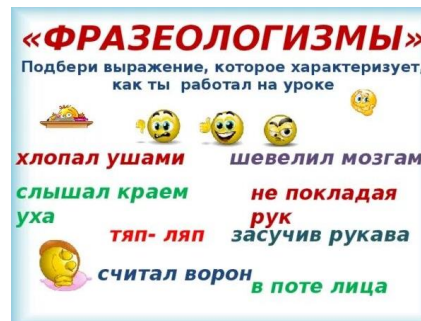 «ФРАЗЕОЛОГИЗМЫ»
Подбери выражение, которое характеризует,
как ты работал на уроке
хлопал ушами шевелил мозгам
слышал краем не покладая
уха рук
тяп- ляп засучив рукава
считал ворон
в поте лица